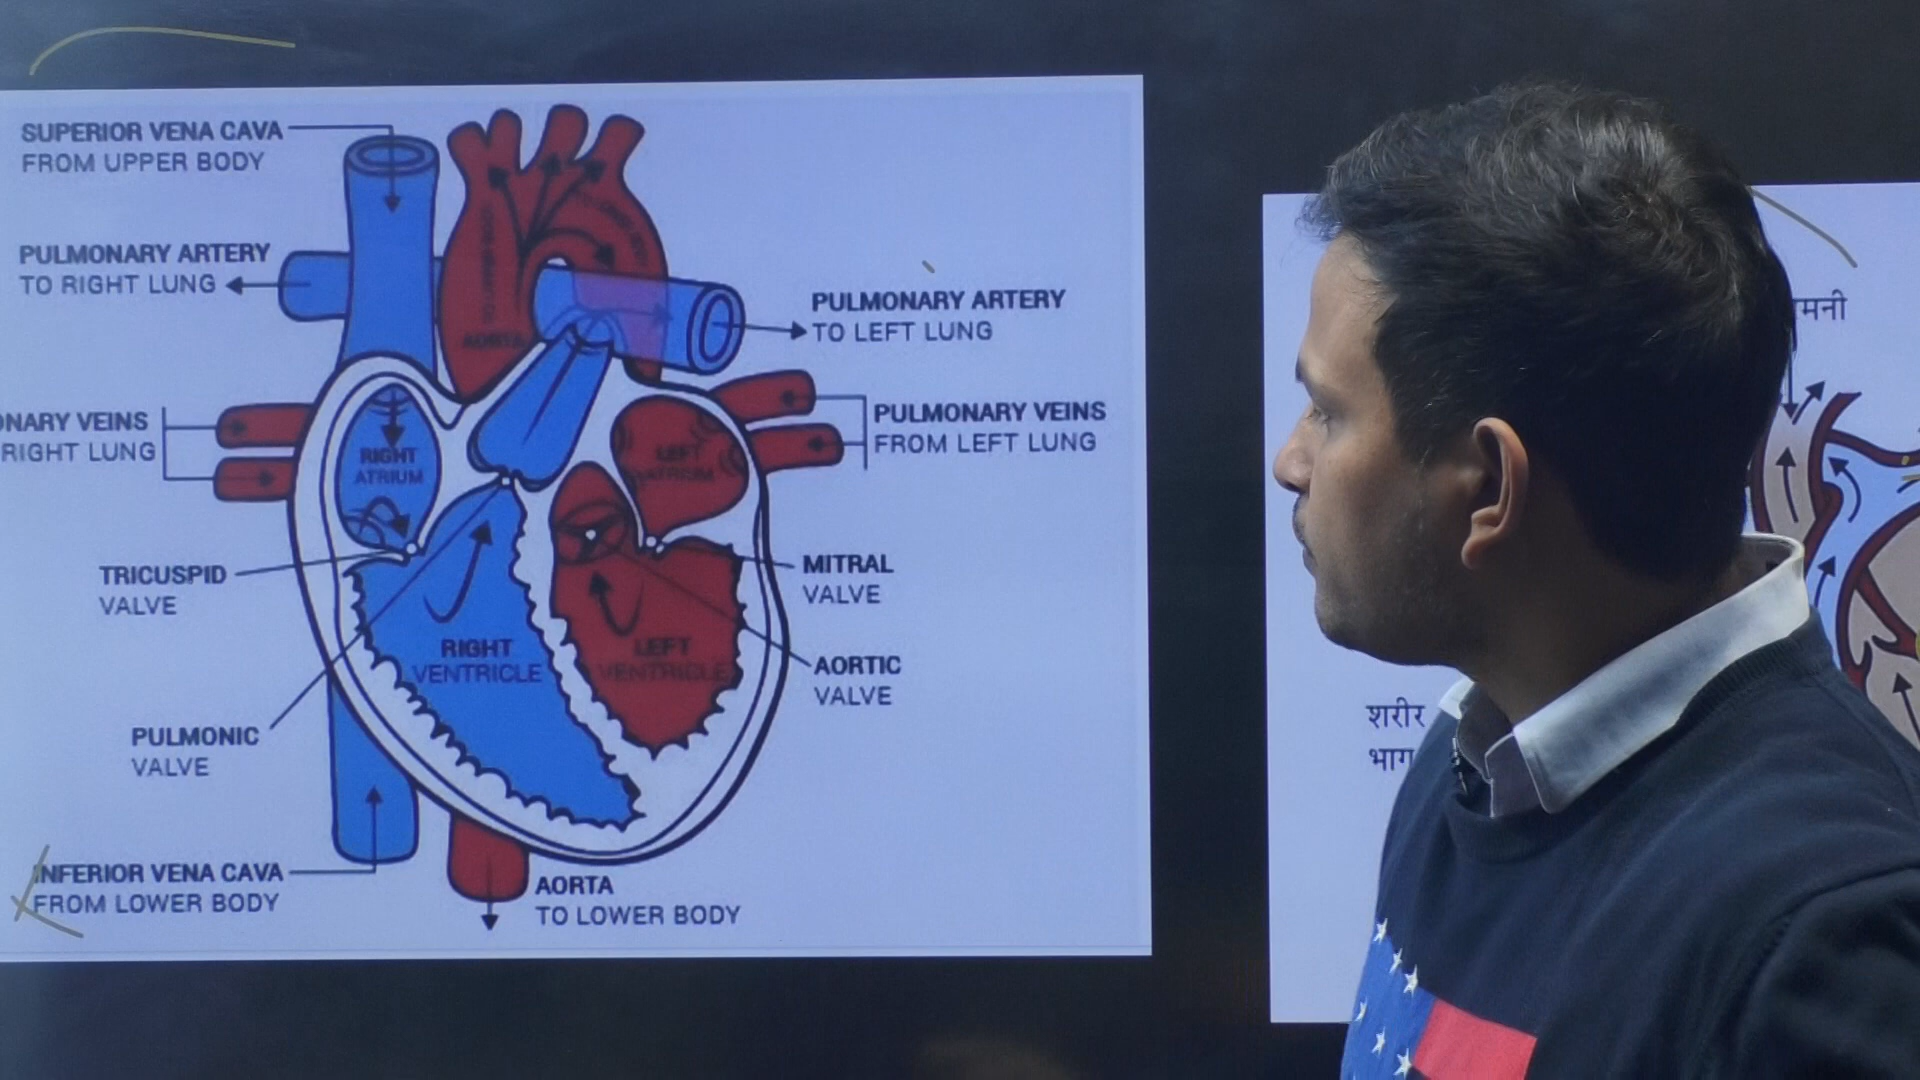 SUPERIOR VENA CAVA
FROM UPPER BODY
PULMONARY ARTERY
TO RIGHT LUNG
PULMONARY ARTERY
TO LEFT LUNG
VEINS
RIGHT LUNG
PULMONARY VEINS
FROM LEFT LUNG
AORTA
RIGHT
ATRIUM
LEFT
ATRIUM
TRICUSPID
VALVE
MITRAL
VALVE
RIGHT
VENTRICLE
LEFT
VENTRICLE
AORTIC
VALVE
PULMONIC
VALVE
INFERIOR VENA CAVA
FROM LOWER BODY
AORTA
TO LOWER BODY
शरीर
भाग